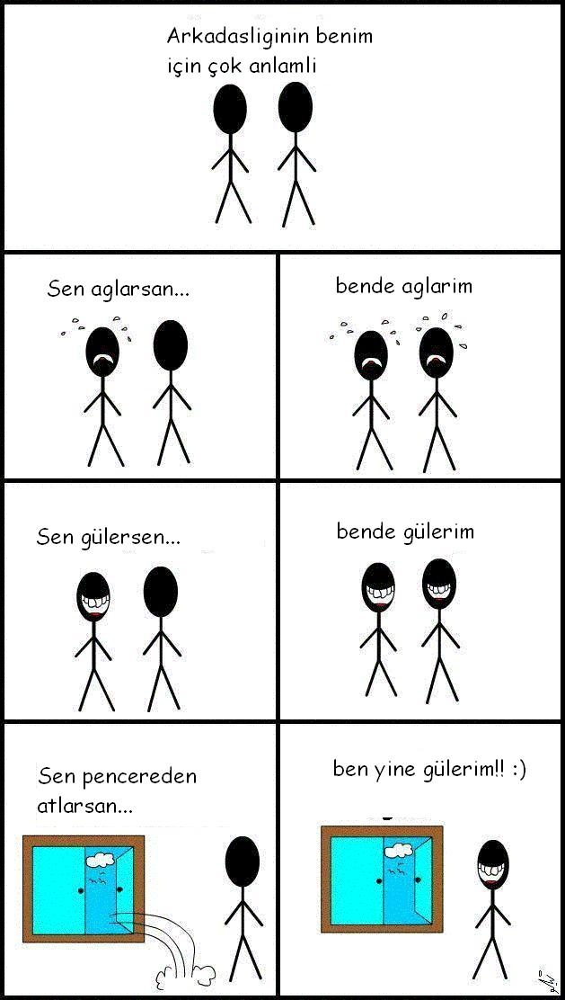 Arkadasliginin benim
için çok anlamli
Sen aglarsan...
bende aglarim
Sen gülersen...
bende gülerim
Sen pencereden
atlarsan...
ben yine gülerim!! :)